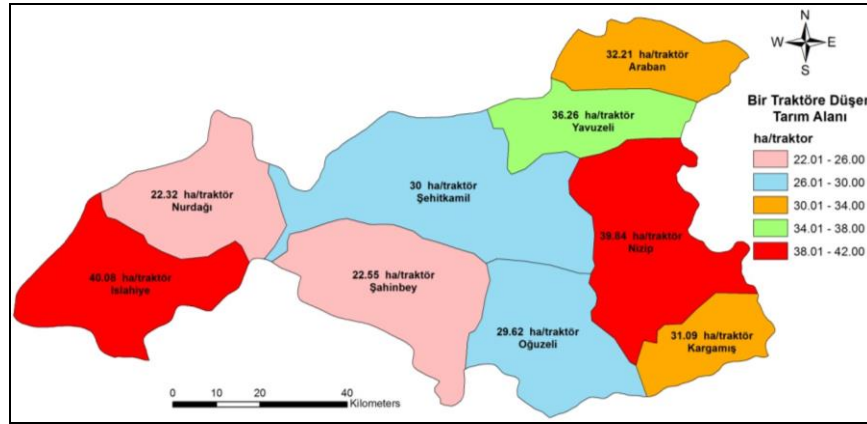 32.21 ha/traktör
Araban
N
W
E
S
36.26 ha/traktör
Yavuzeli
Bir Traktöre Düşen
Tarım Alanı
ha/traktor
22.01 - 26.00
26.01 - 30.00
30.01 - 34.00
34.01 - 38.00
38.01 - 42.00
22.32 ha/traktör
Nurdağı
30 ha/traktör
Şehitkamil
39.84 ha/traktör
Nizip
40.08 ha/traktör
Islahiye
22.55 ha/traktör
Şahinbey
29.62 ha/traktör
Oğuzeli
31.09 ha/traktör
Kargamış
0 10 20 40
Kilometers